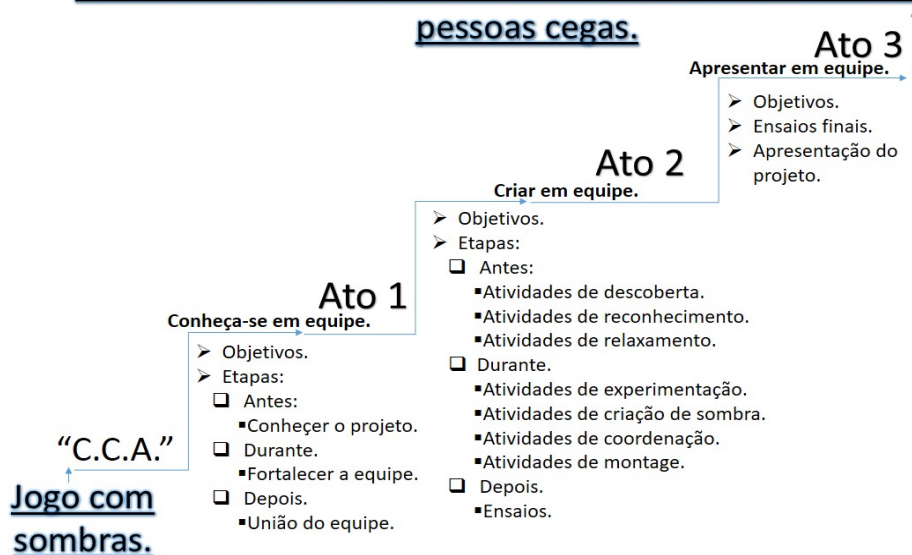 pessoas cegas.
Ato 3
Apresentar em equipe.
➢ Objetivos.
➢ Ensaios finais.
➢ Apresentação do
projeto.
Ato 2
Criar em equipe.
➢ Objetivos.
➢ Etapas:
❑ Antes:
▪Atividades de descoberta.
▪Atividades de reconhecimento.
▪Atividades de relaxamento.
❑ Durante.
▪Atividades de experimentação.
▪Atividades de criação de sombra.
▪Atividades de coordenação.
▪Atividades de montage.
❑ Depois.
▪Ensaios.
Ato 1
Conheça-se em equipe.
➢ Objetivos.
➢ Etapas:
❑ Antes:
▪Conheçer o projeto.
❑ Durante.
▪Fortalecer a equipe.
❑ Depois.
▪União do equipe.
“C.C.A.”
Jogo com
sombras.